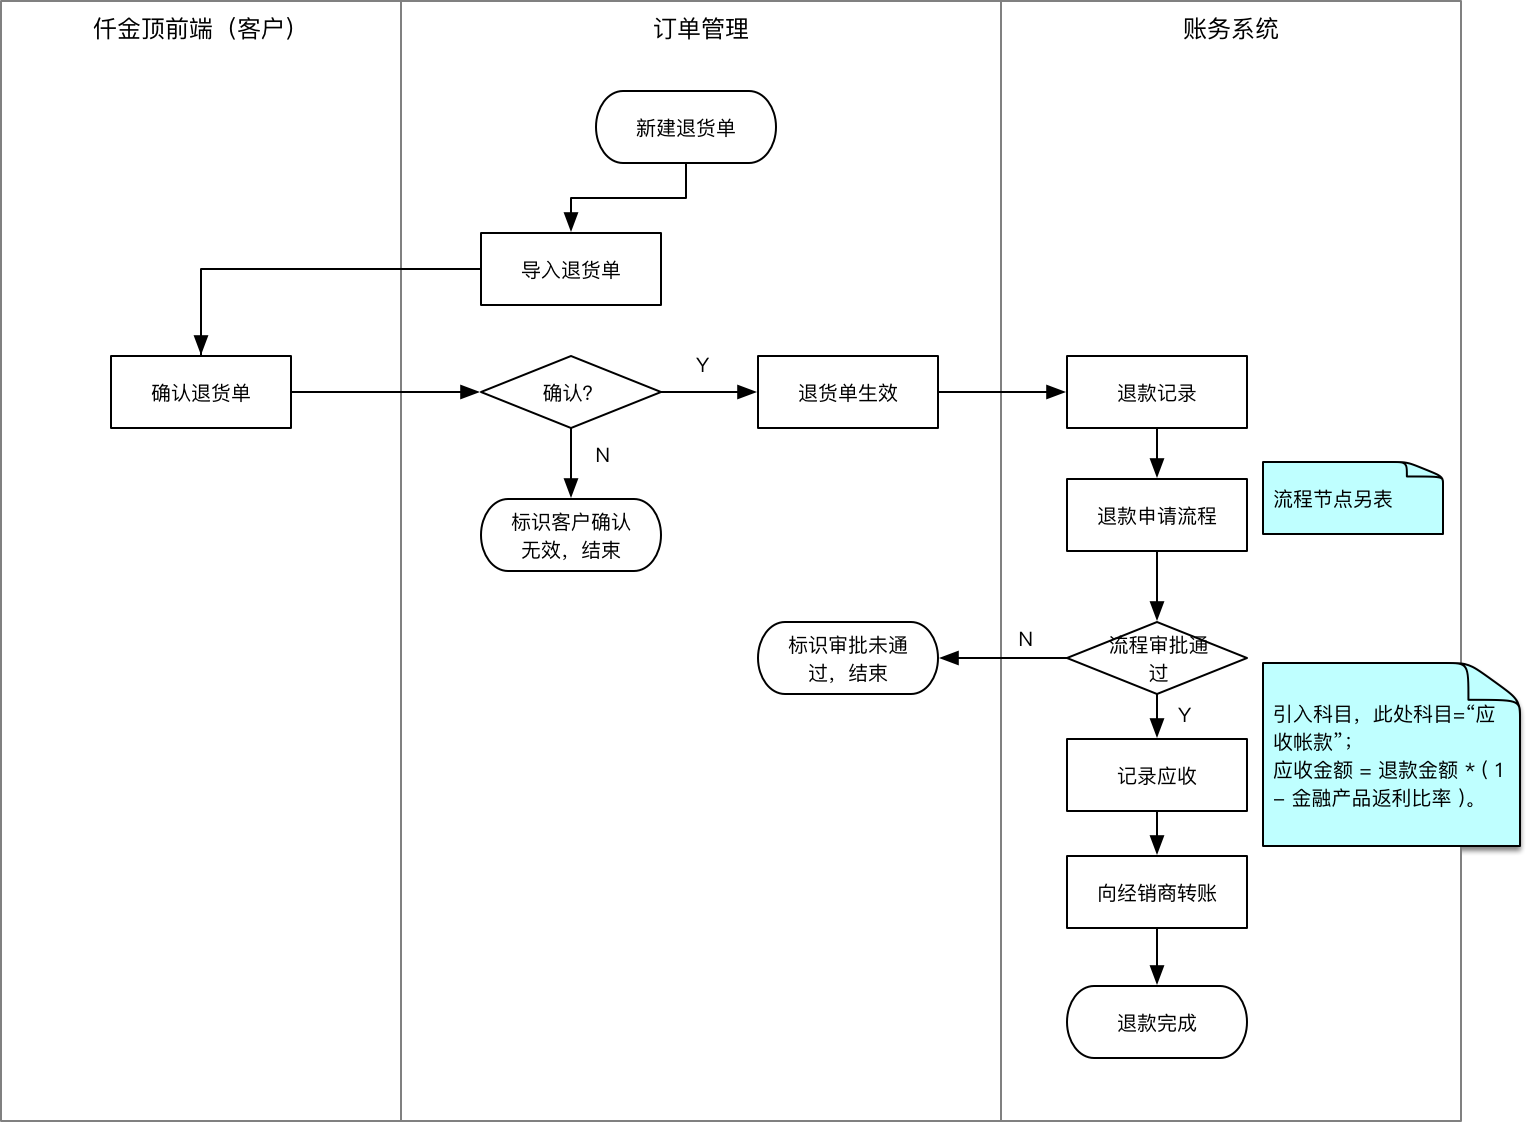 仟金顶前端（客户）
订单管理
账务系统
新建退货单
导入退货单
确认退货单
确认?
Y
退货单生效
退款记录
N
标识客户确认
无效，结束
退款申请流程
流程节点另表
标识审批未通
过，结束
N
流程审批通
过
Y
引入科目，此处科目=“应
收帐款”；
应收金额 = 退款金额 * ( 1
– 金融产品返利比率 )。
记录应收
向经销商转账
退款完成